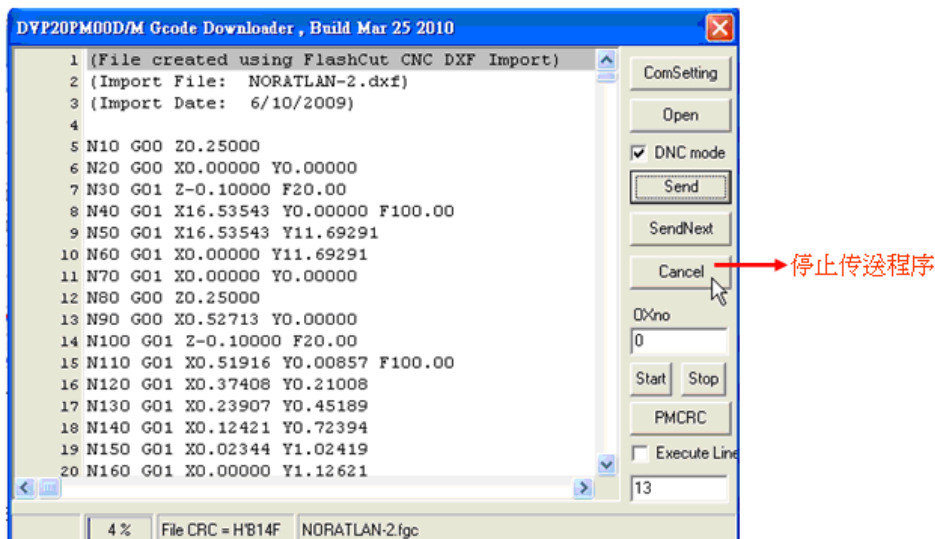 DVP20PM00D/M Gcode Downloader , Build Mar 25 2010
1 (File created using FlashCut CNC DXF Import)
2 (Import File:  NORATLAN-2.dxf)
3 (Import Date:  6/10/2009)
4
5 N10 G00 Z0.25000
6 N20 G00 X0.00000 Y0.00000
7 N30 G01 Z-0.10000 F20.00
8 N40 G01 X16.53543 Y0.00000 F100.00
9 N50 G01 X16.53543 Y11.69291
10 N60 G01 X0.00000 Y11.69291
11 N70 G01 X0.00000 Y0.00000
12 N80 G00 Z0.25000
13 N90 G00 X0.52713 Y0.00000
14 N100 G01 Z-0.10000 F20.00
15 N110 G01 X0.51916 Y0.00857 F100.00
16 N120 G01 X0.37408 Y0.21008
17 N130 G01 X0.23907 Y0.45189
18 N140 G01 X0.12421 Y0.72394
19 N150 G01 X0.02344 Y1.02419
20 N160 G01 X0.00000 Y1.12621
ComSetting
Open
DNC mode
Send
SendNext
Cancel
停止传送程序
OXno
0
Start Stop
PMCRC
Execute Line
13
4 % File CRC = H'B14F NORATLAN-2.fgc